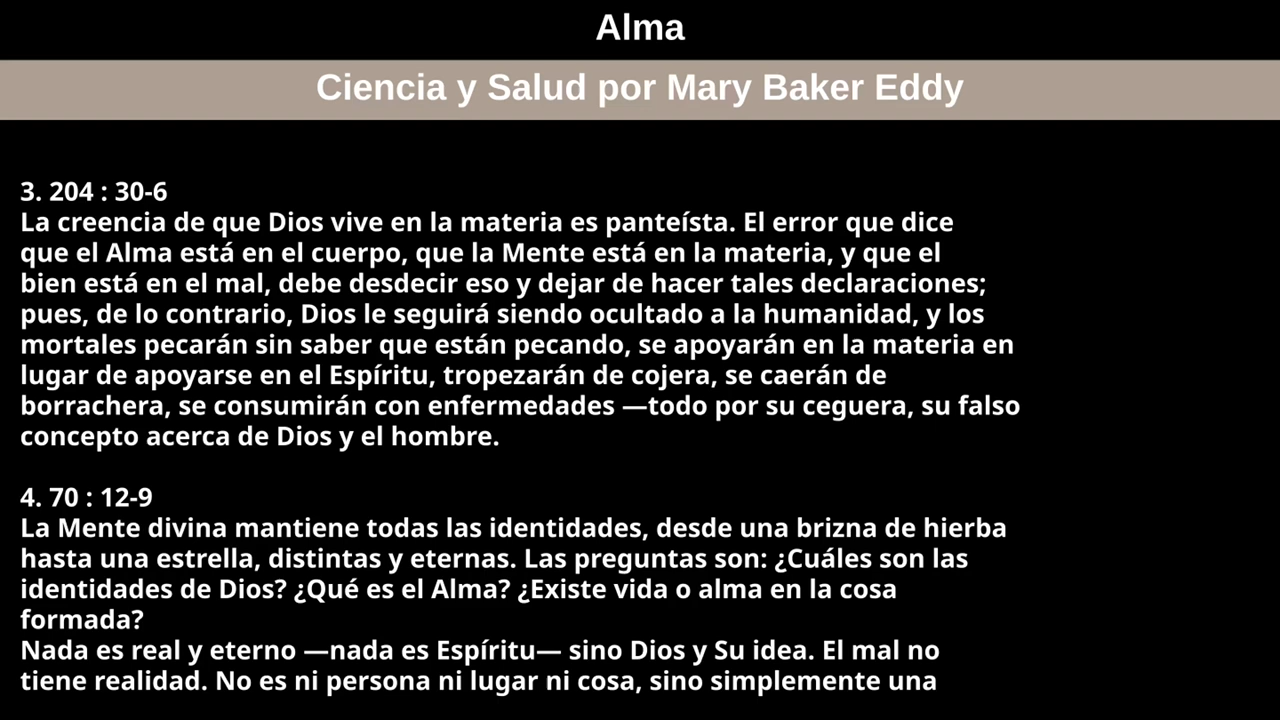 Alma
Ciencia y Salud por Mary Baker Eddy
3. 204 : 30-6
La creencia de que Dios vive en la materia es panteísta. El error que dice
que el Alma está en el cuerpo, que la Mente está en la materia, y que el
bien está en el mal, debe desdecir eso y dejar de hacer tales declaraciones;
pues, de lo contrario, Dios le seguirá siendo ocultado a la humanidad, y los
mortales pecarán sin saber que están pecando, se apoyarán en la materia en
lugar de apoyarse en el Espíritu, tropezarán de cojera, se caerán de
borrachera, se consumirán con enfermedades —todo por su ceguera, su falso
concepto acerca de Dios y el hombre.
4. 70 : 12-9
La Mente divina mantiene todas las identidades, desde una brizna de hierba
hasta una estrella, distintas y eternas. Las preguntas son: ¿Cuáles son las
identidades de Dios? ¿Qué es el Alma? ¿Existe vida o alma en la cosa
formada?
Nada es real y eterno —nada es Espíritu— sino Dios y Su idea. El mal no
tiene realidad. No es ni persona ni lugar ni cosa, sino simplemente una